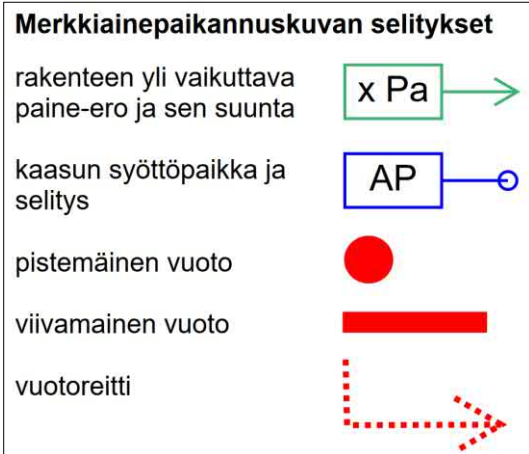 Merkkiainepaikannuskuvan selitykset
rakenteen yli vaikuttava
paine-ero ja sen suunta
x Pa
kaasun syöttöpaikka ja
selitys
AP
pistemäinen vuoto
viivamainen vuoto
vuotoreitti